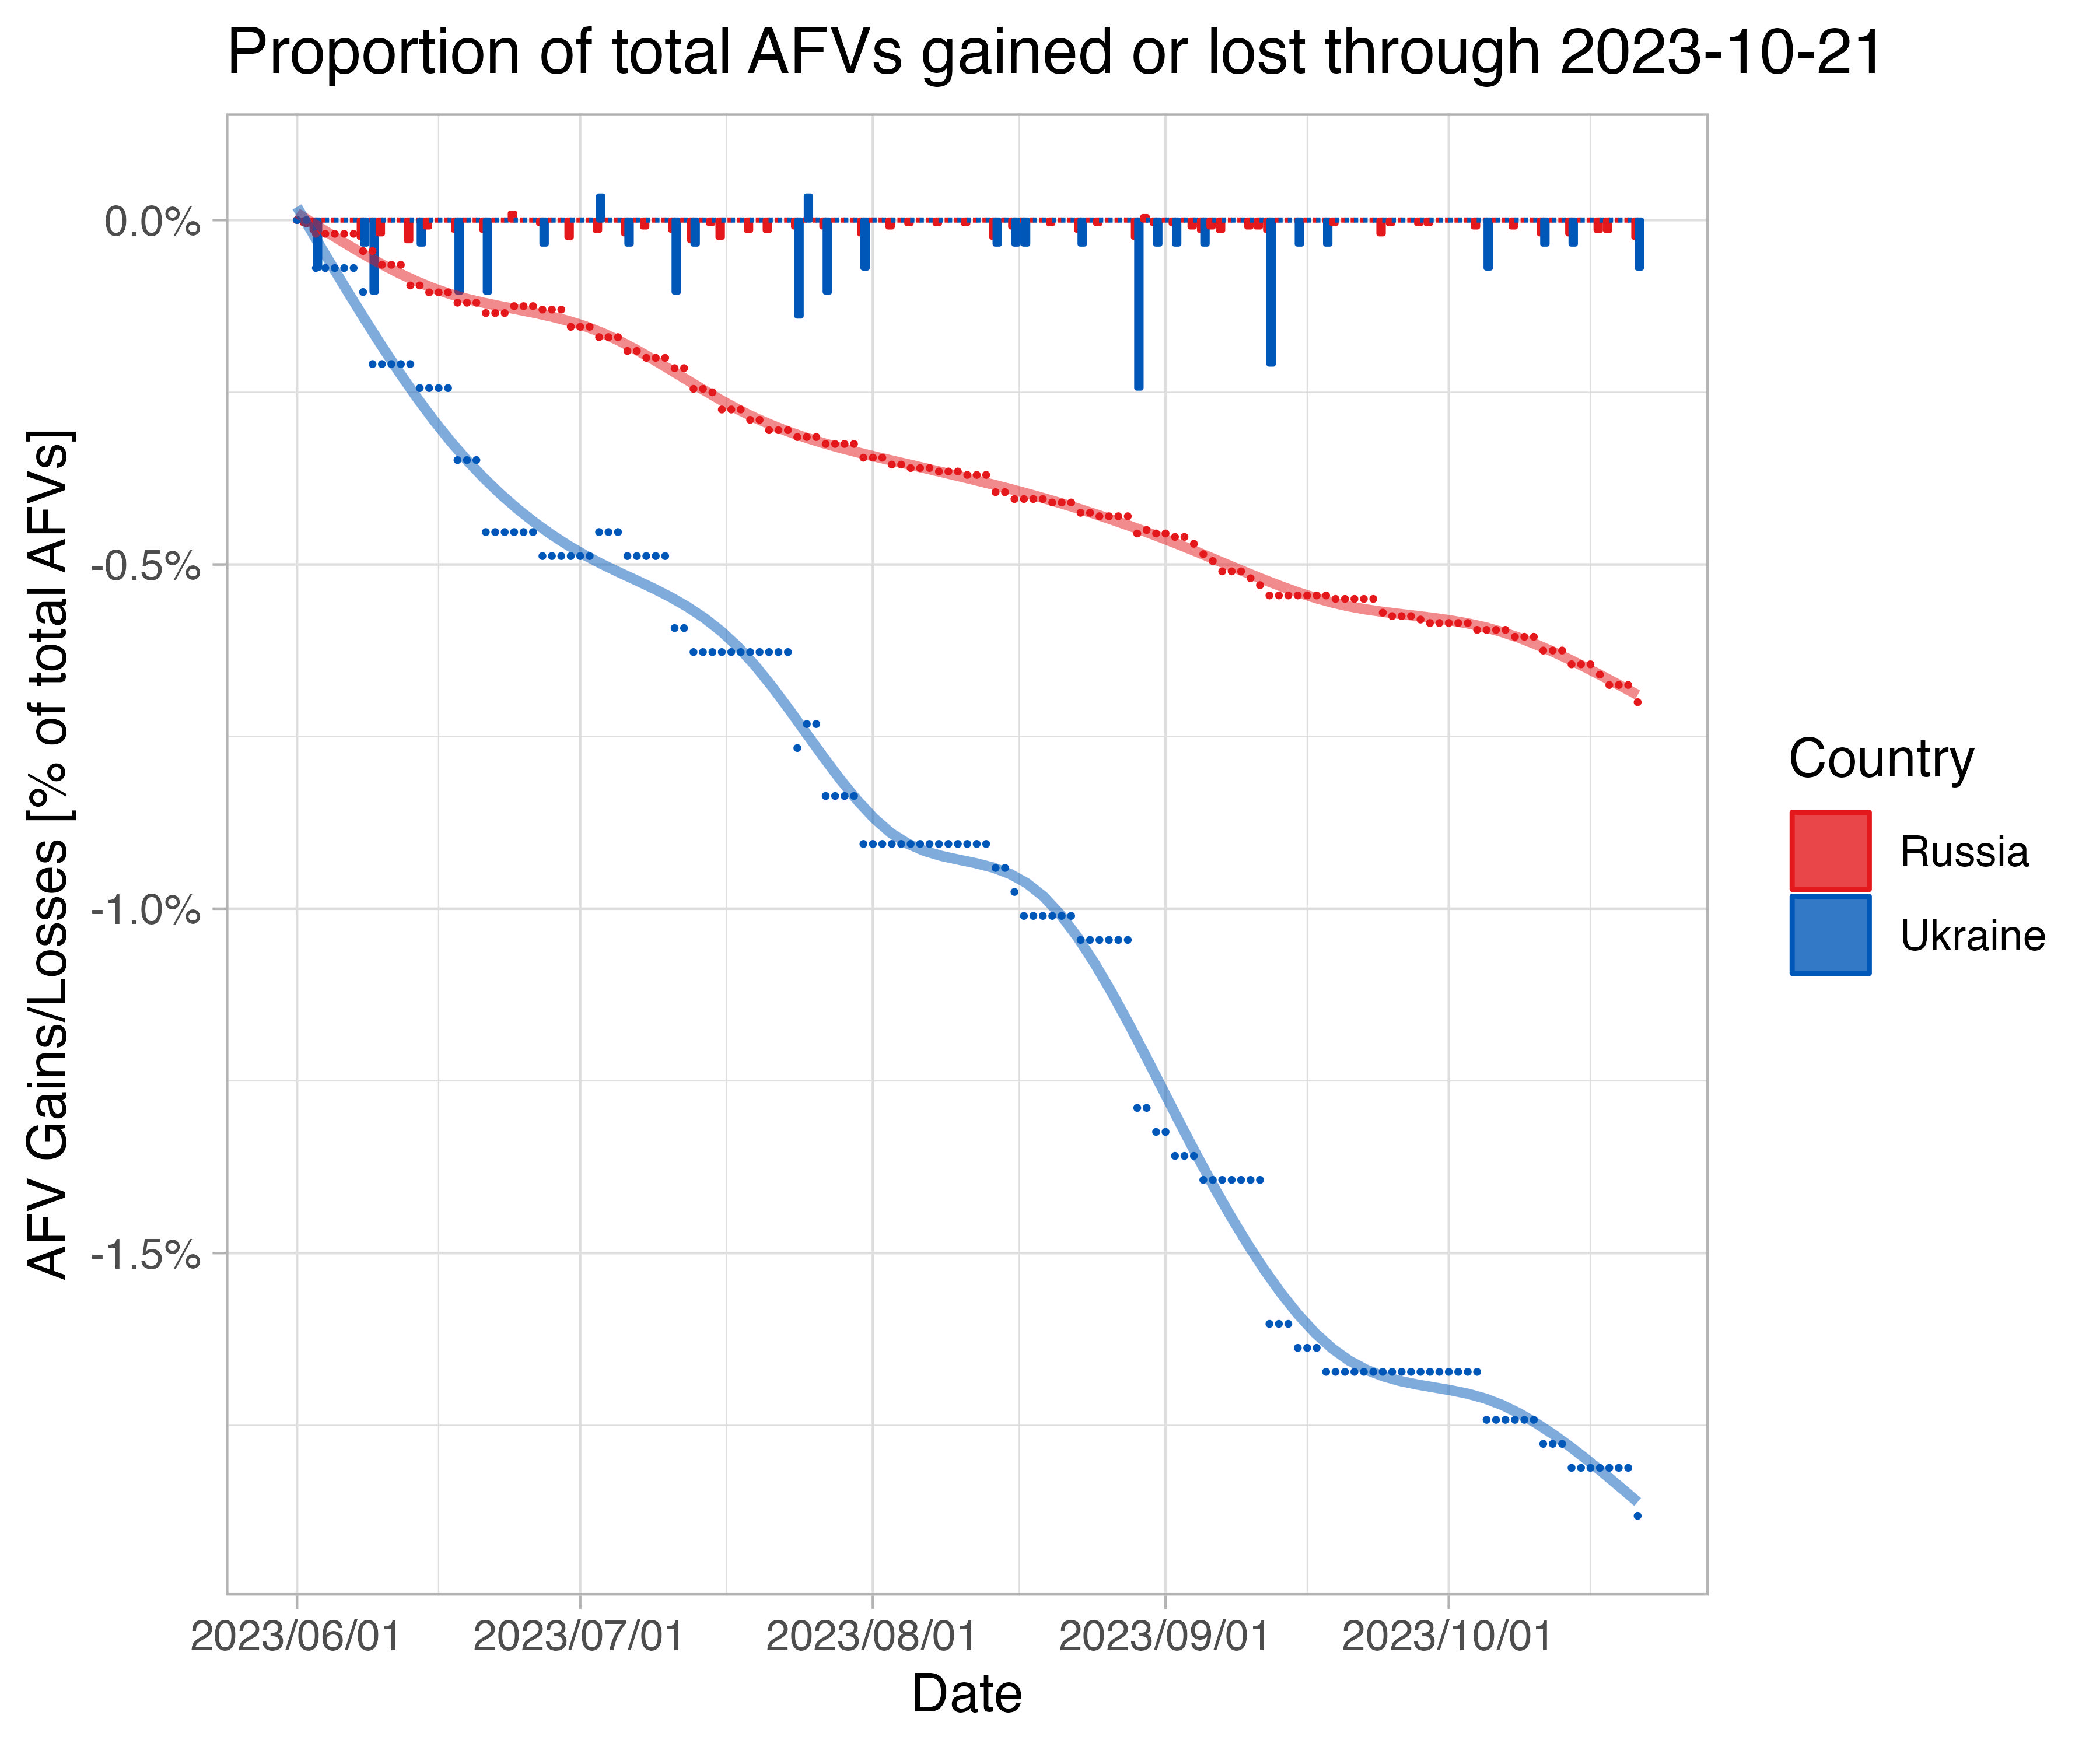 Proportion of total AFVs gained or lost through 2023-10-21
AFV Gains/Losses [% of total AFVs]
0.0%
-0.5%
-1.0%
-1.5%
2023/06/01
2023/07/01
2023/08/01
2023/09/01
2023/10/01
Date
Country
Russia
Ukraine